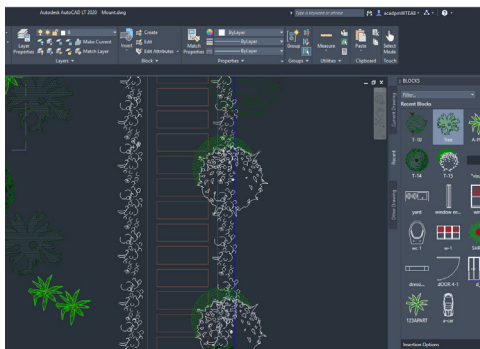 Autodesk AutoCAD LT 2020 Mount.dwg
Type a keyword or phrase
Layer Properties
Make Current
Match Layer
Layers
Insert
Create
Edit
Edit Attributes
Block
Match Properties
ByLayer
ByLayer
ByLayer
Properties
Group
Groups
Measure
Utilities
Paste
Clipboard
Select Mode
Touch
BLOCKS
Filter...
Recent Blocks
Current Drawing
Recent
Other Drawing
T-10
Tree
T-14
T-15
yard
window
wc 1
w-1
dress...
dOOR 4-1
123APART
a-car
Insertion Options